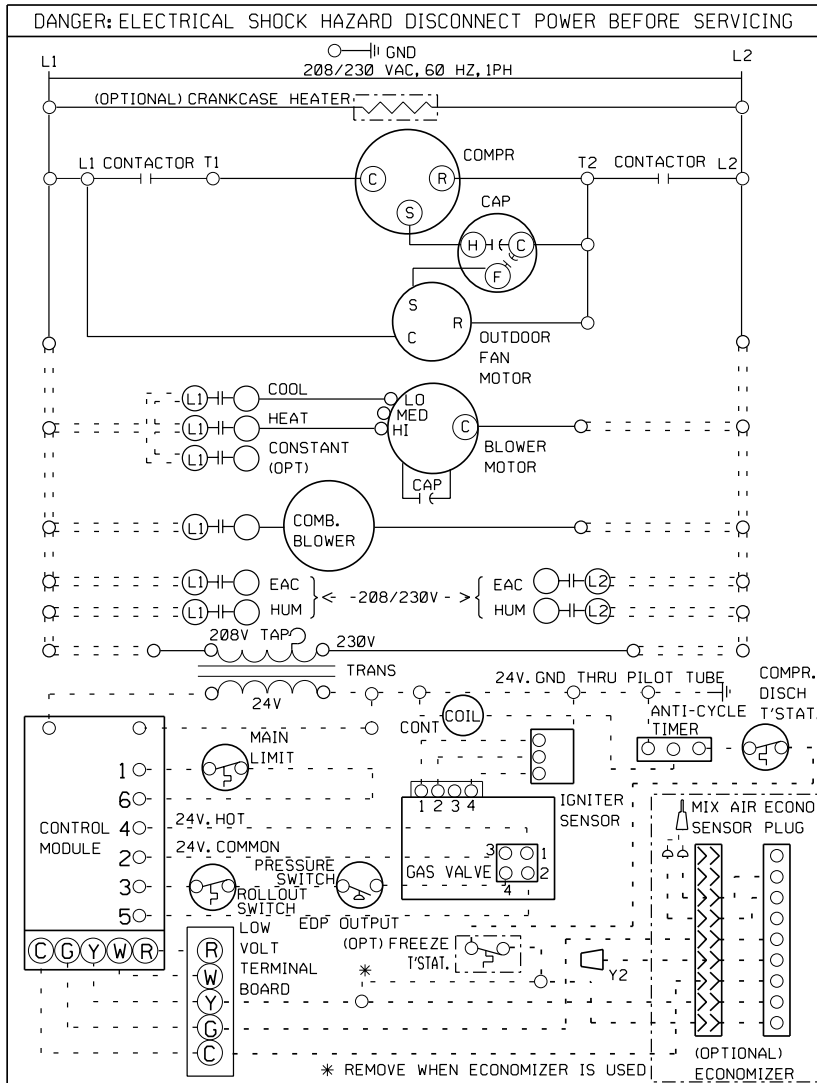 DANGER: ELECTRICAL SHOCK HAZARD DISCONNECT POWER BEFORE SERVICING
GND
L1
L2
208/230 VAC, 60 HZ, 1PH
(OPTIONAL) CRANKCASE HEATER
L1 CONTACTOR T1
COMPR
T2 CONTACTOR L2
C
R
S
CAP
H
C
F
S
R
C
OUTDOOR
FAN
MOTOR
L1
COOL
LO
MED
L1
HEAT
HI
C
L1
CONSTANT
(OPT)
BLOWER
MOTOR
CAP
L1
COMB.
BLOWER
L1
EAC
-208/230V -
EAC
L2
L1
HUM
HUM
L2
208V TAP
230V
TRANS
24V
24V. GND THRU PILOT TUBE
COMPR.
DISCH
T'STAT.
CONT
COIL
ANTI-CYCLE
TIMER
MAIN
LIMIT
1
6
CONTROL
MODULE
4
24V. HOT
2
24V. COMMON
3
5
1 2 3 4
IGNITER
SENSOR
MIX AIR
SENSOR
ECONO
PLUG
PRESSURE
SWITCH
GAS VALVE
3
1
2
4
ROLLOUT
SWITCH
EDP OUTPUT
C G Y W R
LOW
VOLT
TERMINAL
BOARD
R
W
Y
G
C
(OPT) FREEZE
T'STAT.
*
Y2
* REMOVE WHEN ECONOMIZER IS USED
(OPTIONAL)
ECONOMIZER